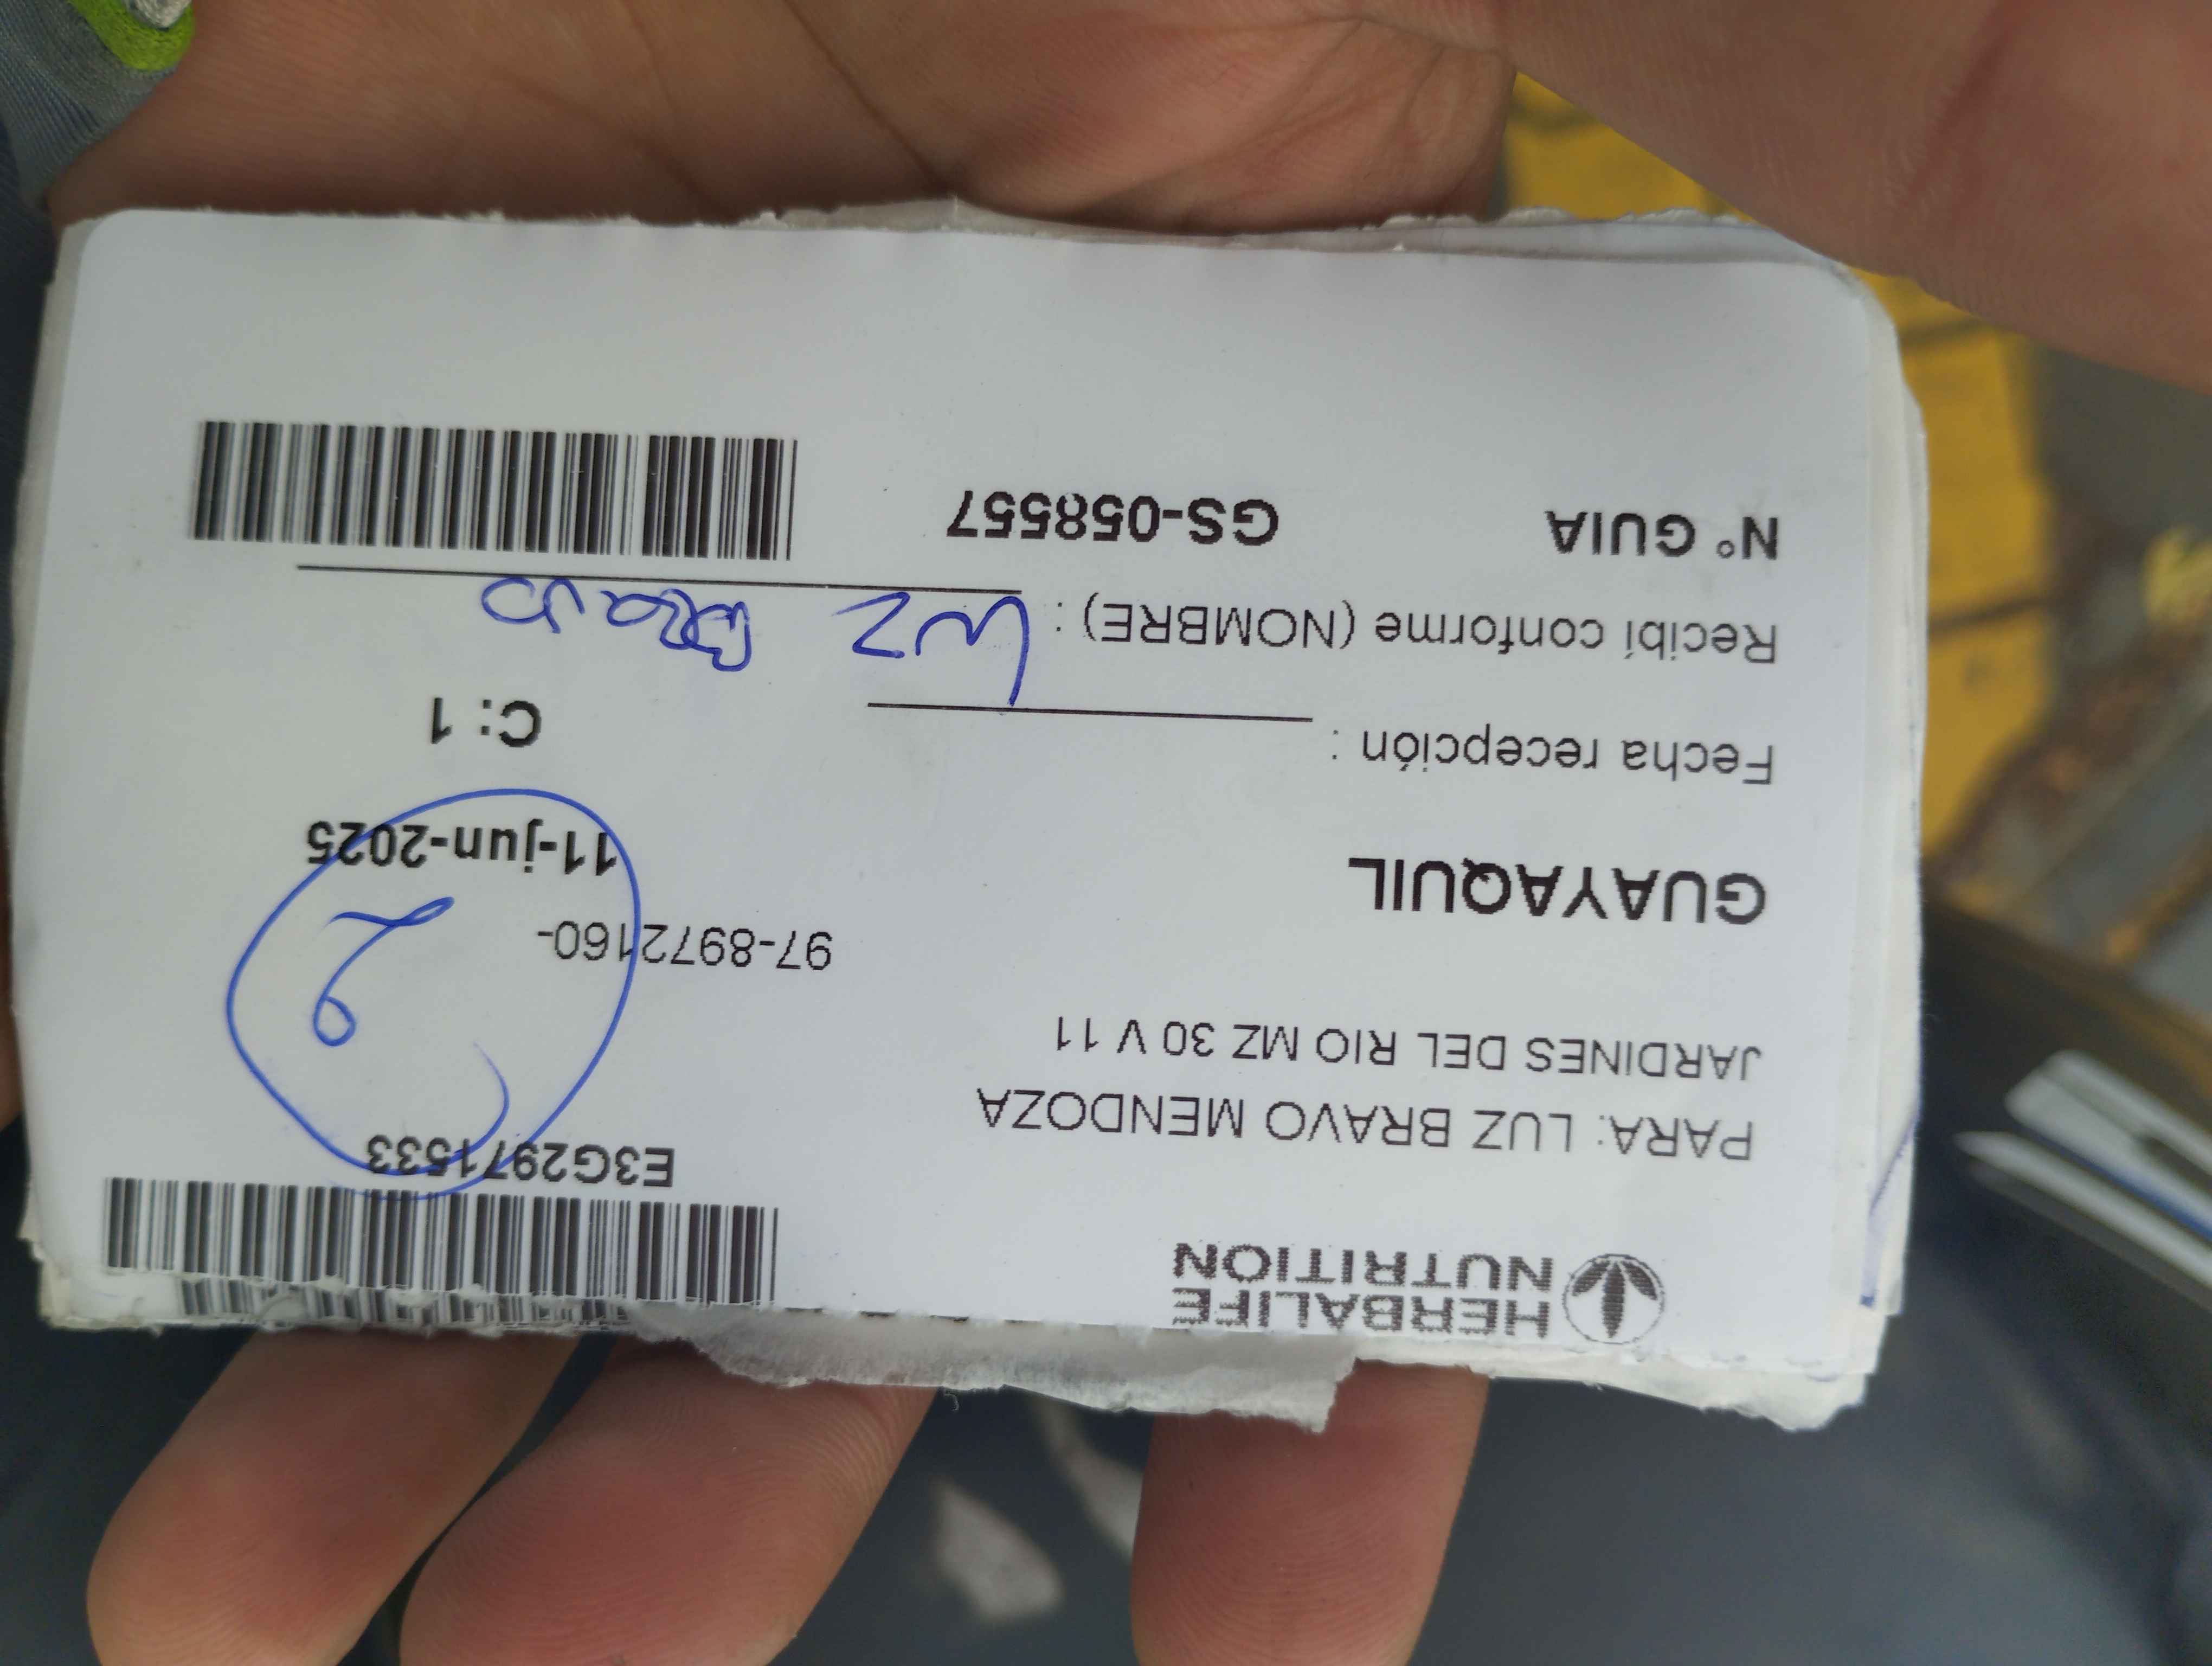 HERBALIFE
NUTRITION
E3G2971533
PARA: LUZ BRAVO MENDOZA
JARDINES DEL RIO MZ 30 V 11
2
97-8972160-
GUAYAQUIL
11-jun-2025
Fecha recepción :
C: 1
Recibí conforme (NOMBRE) : Luz Bravo
N° GUIA GS-058557